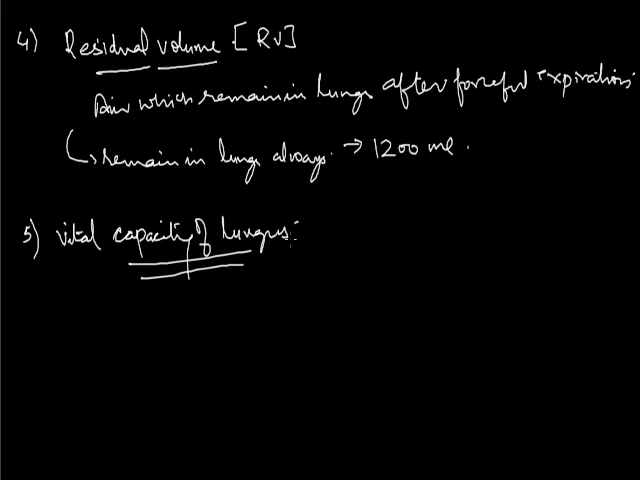 4) Residual volume [RV]
Air which remain in lungs after forceful expiration.
remain in lungs always. → 1200 ml.
5) Vital capacity of lungs: